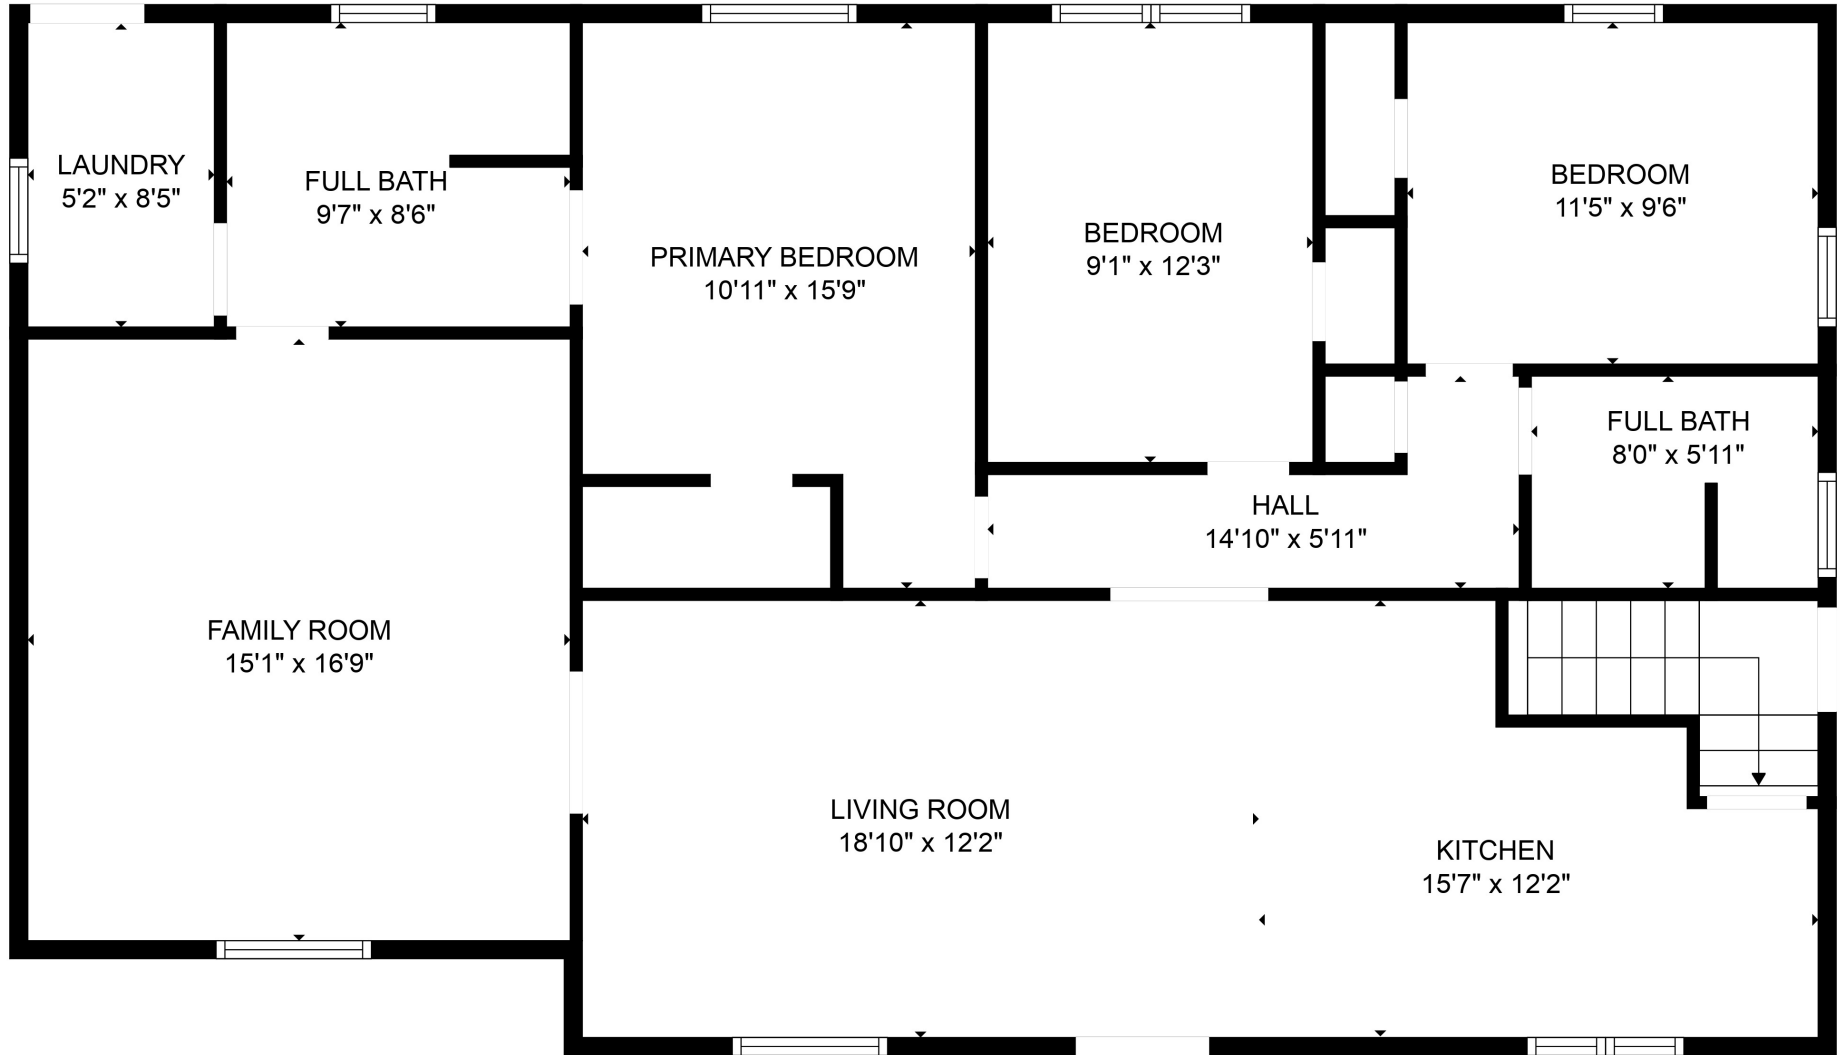 LAUNDRY
5'2" x 8'5"
FULL BATH
9'7" x 8'6"
PRIMARY BEDROOM
10'11" x 15'9"
BEDROOM
9'1" x 12'3"
BEDROOM
11'5" x 9'6"
FULL BATH
8'0" x 5'11"
HALL
14'10" x 5'11"
FAMILY ROOM
15'1" x 16'9"
LIVING ROOM
18'10" x 12'2"
KITCHEN
15'7" x 12'2"